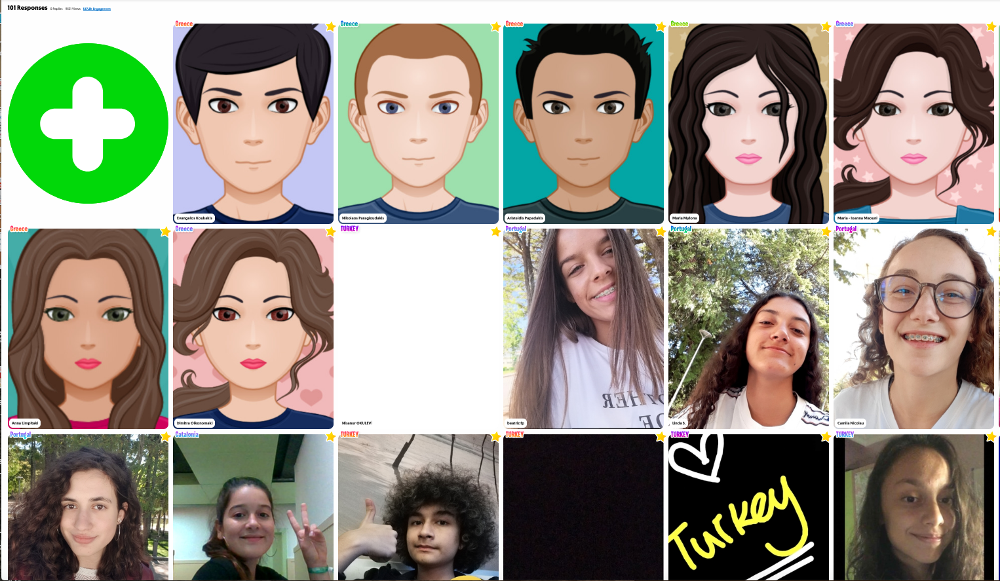 101 Responses 0 Replies 9621 Views 127.2h Engagement
Greece
Greece
Greece
Greece
Greece
Evangelos Koukakis
Nikolaos Paragioudakis
Aristeidis Papadakis
Maria Mylona
Maria - Ioanna Maouni
Greece
Greece
TURKEY
Portugal
Portugal
Portugal
Anna Limpitaki
Dimitra Oikonomaki
Nisanur OKULEV
beatriz fp
Linda S.
Camila Nicolau
Portugal
Catalonia
TURKEY
TURKEY
TURKEY
TURKEY
Turkey